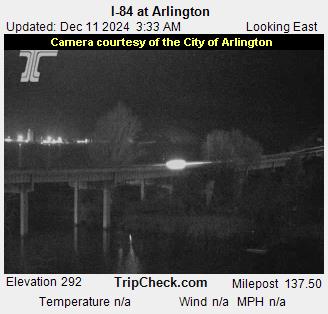 I-84 at Arlington
Updated: Dec 11 2024 3:33 AM Looking East
Camera courtesy of the City of Arlington
Elevation 292 TripCheck.com Milepost 137.50
Temperature n/a Wind n/a MPH n/a